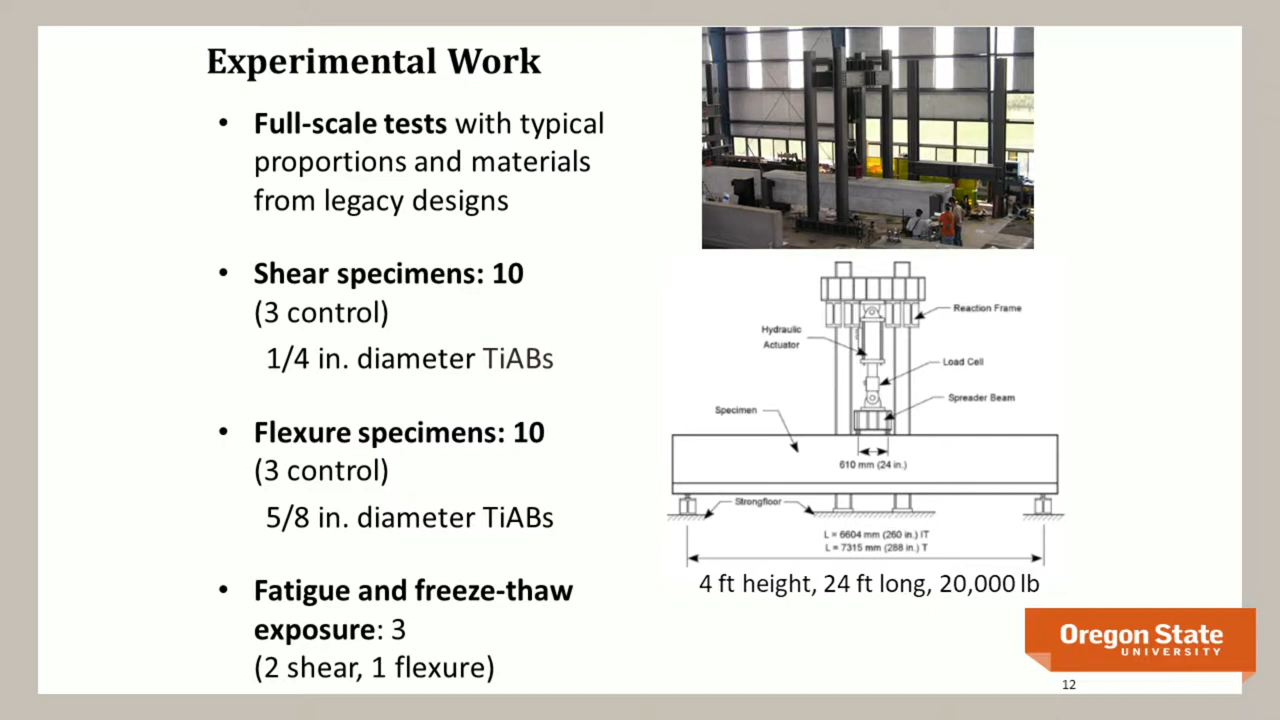 Experimental Work
• Full-scale tests with typical
proportions and materials
from legacy designs
• Shear specimens: 10
(3 control)
1/4 in. diameter TiABs
• Flexure specimens: 10
(3 control)
5/8 in. diameter TiABs
• Fatigue and freeze-thaw
exposure: 3
(2 shear, 1 flexure)
Reaction Frame
Hydraulic
Actuator
Load Cell
Spreader Beam
Specimen
610 mm (24 in.)
Strongfloor
L = 6604 mm (260 in.) IT
L = 7315 mm (288 in.) T
4 ft height, 24 ft long, 20,000 lb
Oregon State
UNIVERSITY
12